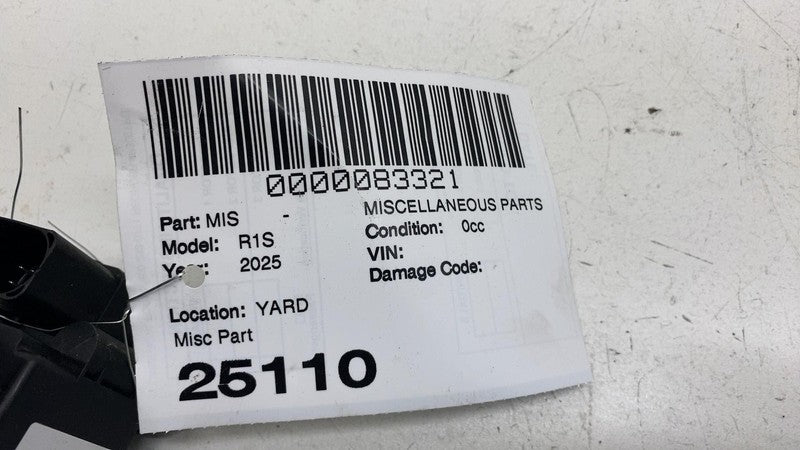 0000083321
Part: MIS - MISCELLANEOUS PARTS
Model: R1S Condition: 0cc
Year: 2025 VIN:
Damage Code:
Location: YARD
Misc Part
25110